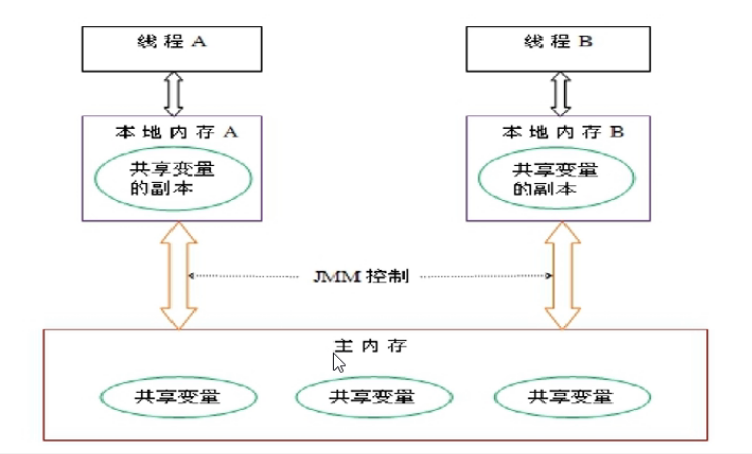 线程 A
线程 B
本地内存 A
本地内存 B
共享变量
的副本
共享变量
的副本
JMM 控制
主内存
共享变量
共享变量
共享变量